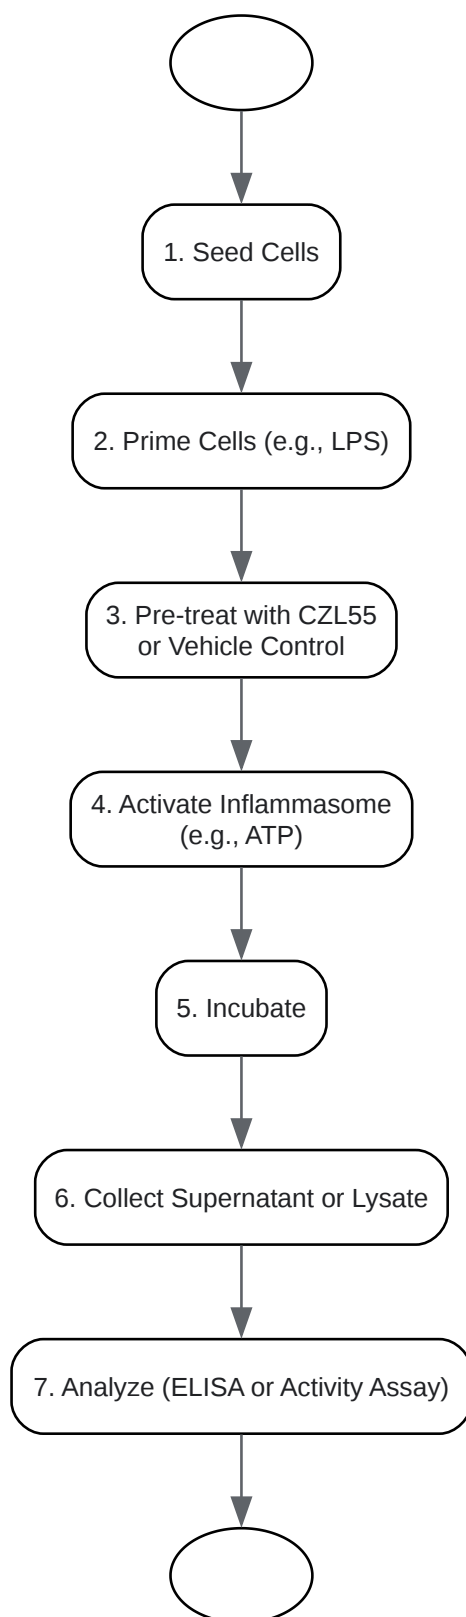 1. Seed Cells
2. Prime Cells (e.g., LPS)
3. Pre-treat with CZL55
or Vehicle Control
4. Activate Inflammasome
(e.g., ATP)
5. Incubate
6. Collect Supernatant or Lysate
7. Analyze (ELISA or Activity Assay)